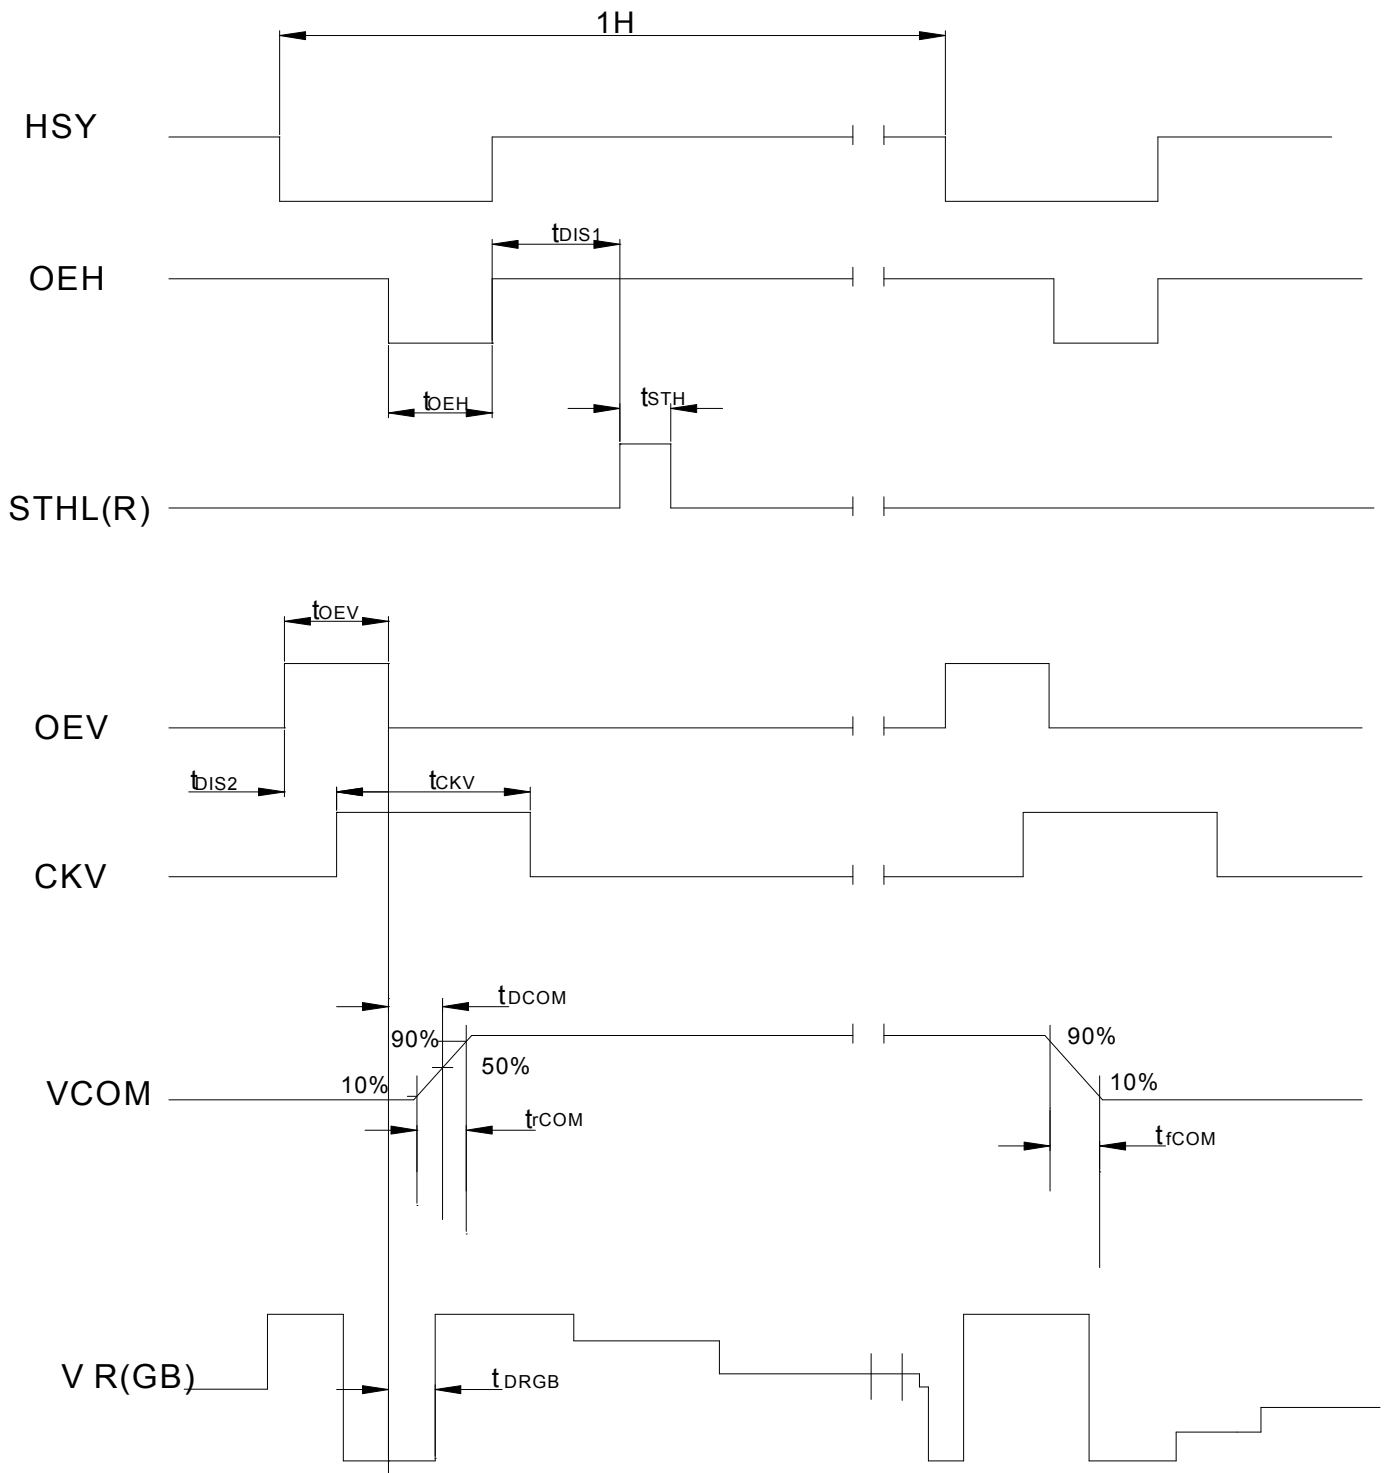 1H
HSY
tDIS1
OEH
tOEH
tSTH
STHL(R)
tOEV
OEV
tDIS2
tCKV
CKV
tDCOM
90%
90%
50%
10%
10%
VCOM
trCOM
tfCOM
V R(GB)
tDRGB